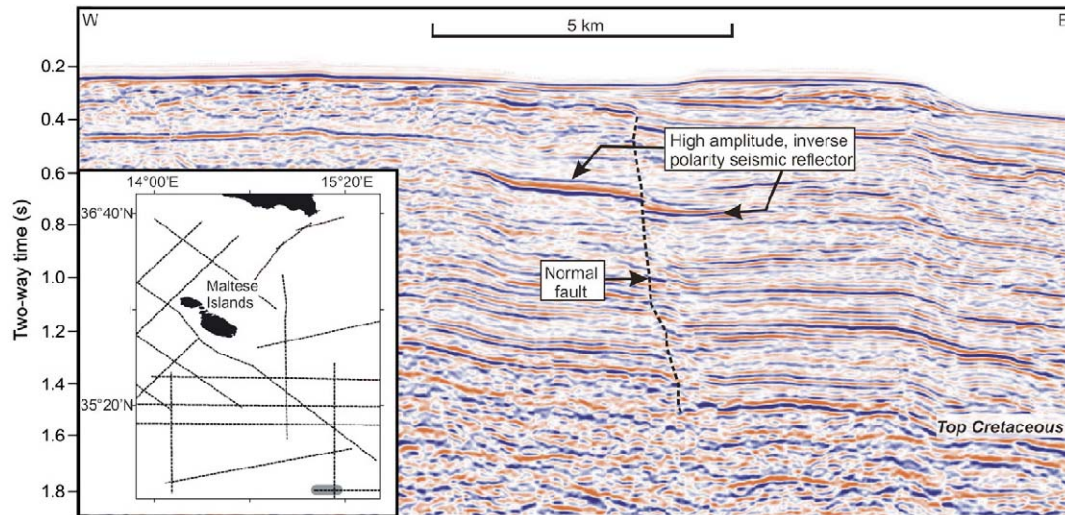 W
5 km
E
0.2
0.4
0.6
0.8
1.0
1.2
1.4
1.6
1.8
Two-way time (s)
High amplitude, inverse
polarity seismic reflector
Normal
fault
Top Cretaceous
14°00'E
15°20'E
36°40'N
35°20'N
Maltese
Islands